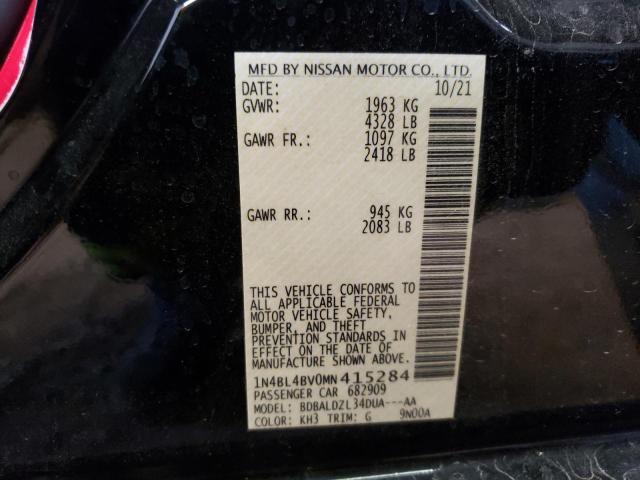 MFD BY NISSAN MOTOR CO., LTD.
DATE: 10/21
GVWR: 1963 KG
4328 LB
GAWR FR.: 1097 KG
2418 LB
GAWR RR.: 945 KG
2083 LB
THIS VEHICLE CONFORMS TO
ALL APPLICABLE FEDERAL
MOTOR VEHICLE SAFETY,
BUMPER, AND THEFT
PREVENTION STANDARDS IN
EFFECT ON THE DATE OF
MANUFACTURE SHOWN ABOVE.
1N4BL4BV0MN415284
PASSENGER CAR 682909
MODEL: BDBALDZL34DUA---AA
COLOR: KH3 TRIM: G 9N00A